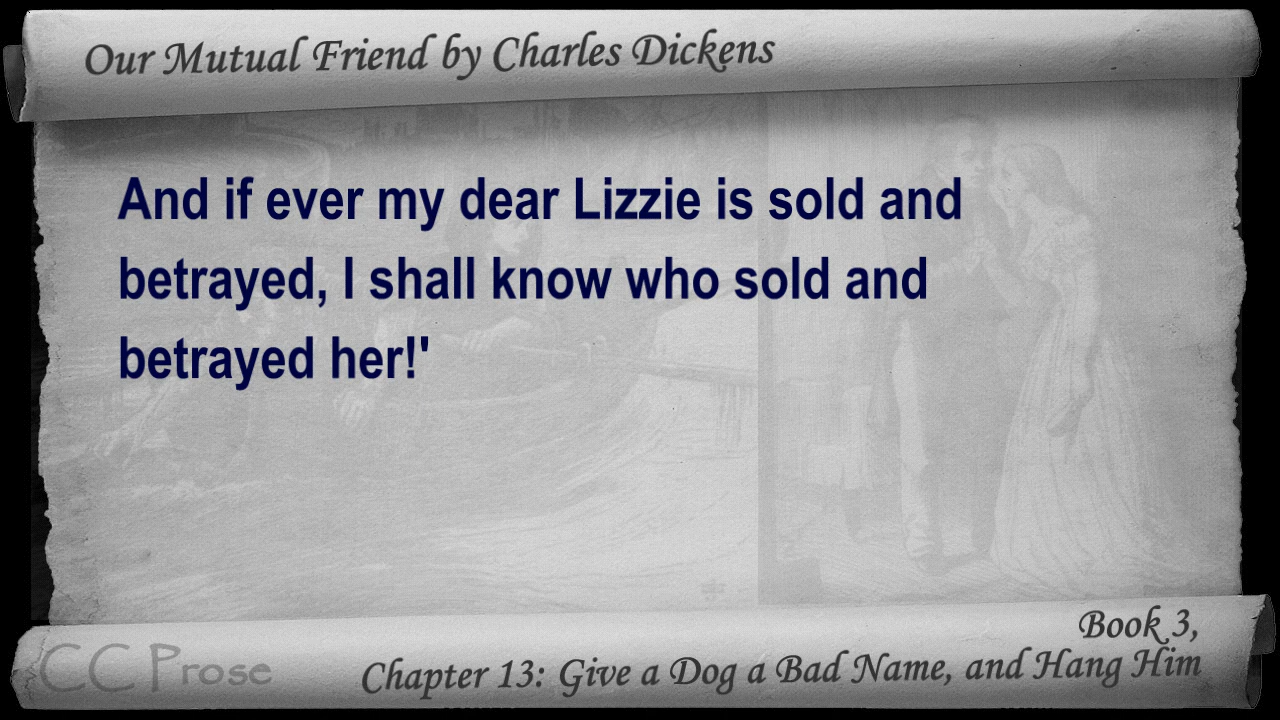 Our Mutual Friend by Charles Dickens
And if ever my dear Lizzie is sold and
betrayed, I shall know who sold and
betrayed her!'
Book 3,
Chapter 13: Give a Dog a Bad Name, and Hang Him
CC Prose